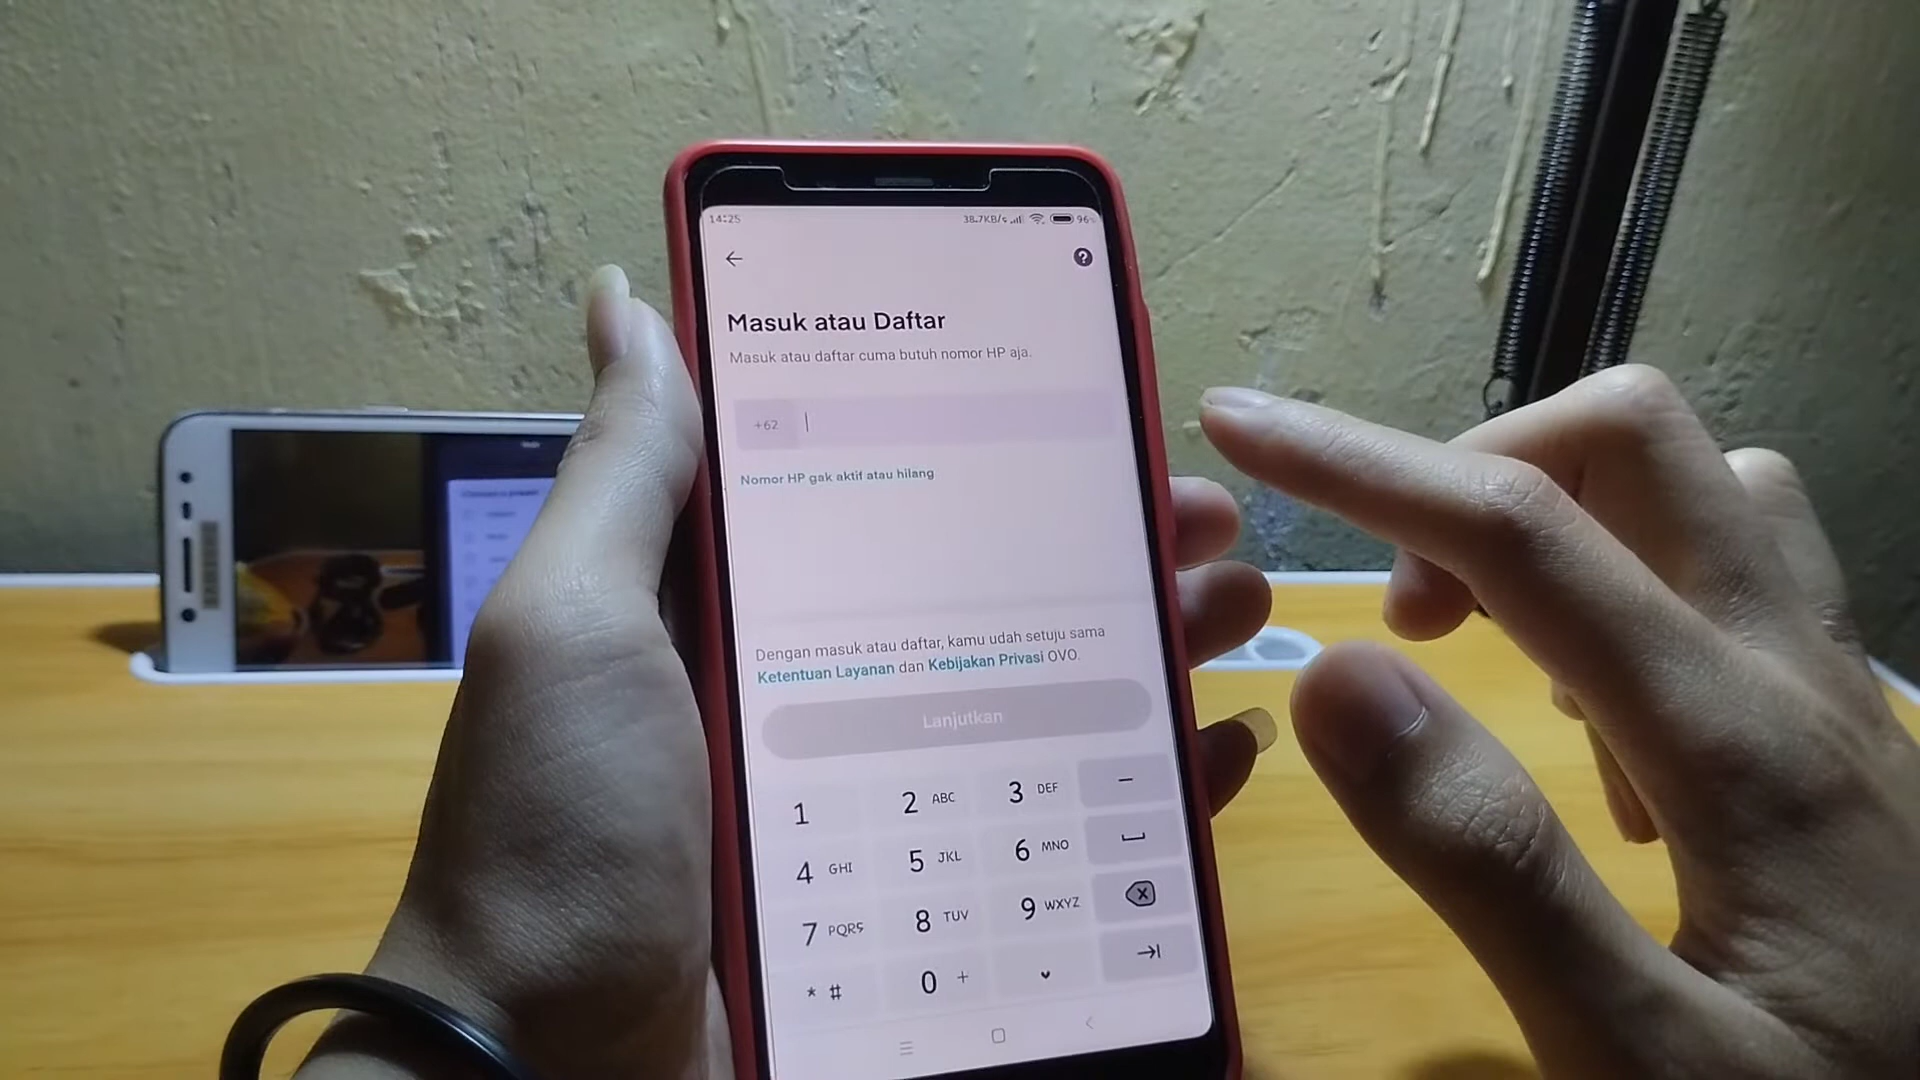 14:25 38.7KB/s 96
Masuk atau Daftar
Masuk atau daftar cuma butuh nomor HP aja.
+62
Nomor HP gak aktif atau hilang
Dengan masuk atau daftar, kamu udah setuju sama
Ketentuan Layanan dan Kebijakan Privasi OVO.
Lanjutkan
1 2 ABC 3 DEF −
4 GHI 5 JKL 6 MNO
7 PQRS 8 TUV 9 WXYZ
* # 0 +